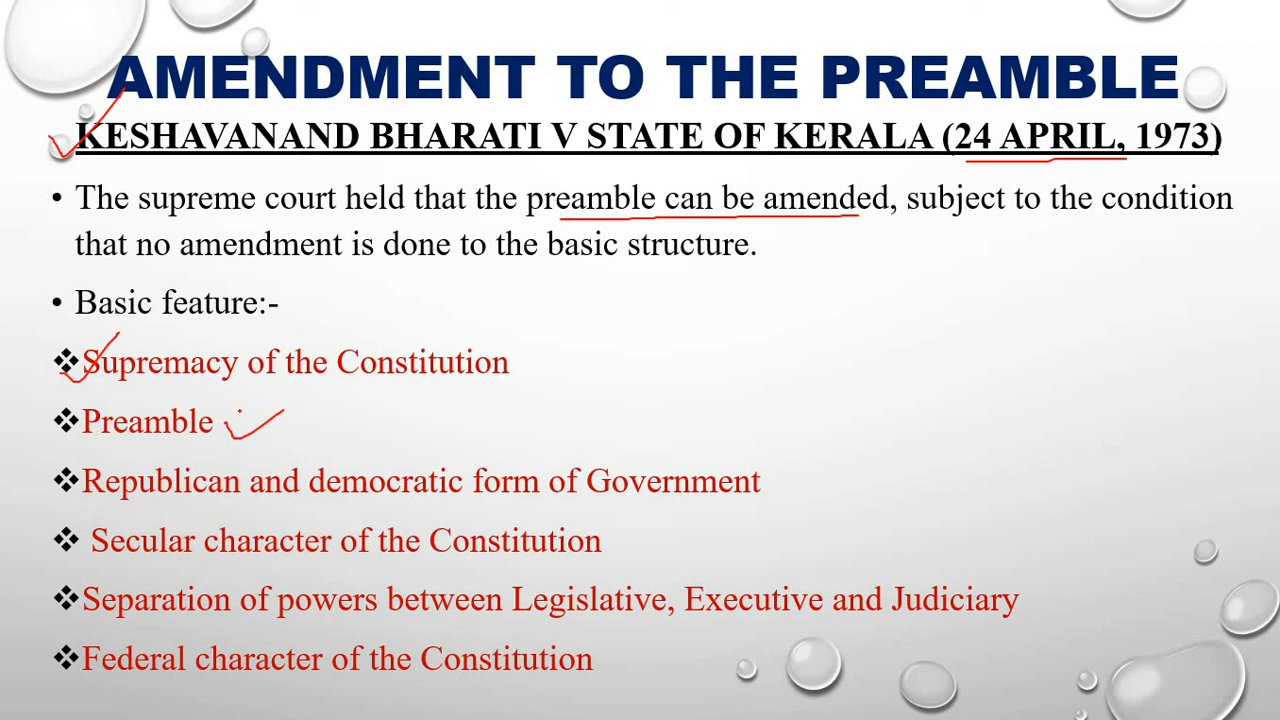 AMENDMENT TO THE PREAMBLE
KESHAVANAND BHARATI V STATE OF KERALA (24 APRIL, 1973)
• The supreme court held that the preamble can be amended, subject to the condition
that no amendment is done to the basic structure.
• Basic feature:-
❖Supremacy of the Constitution
❖Preamble
❖Republican and democratic form of Government
❖ Secular character of the Constitution
❖Separation of powers between Legislative, Executive and Judiciary
❖Federal character of the Constitution